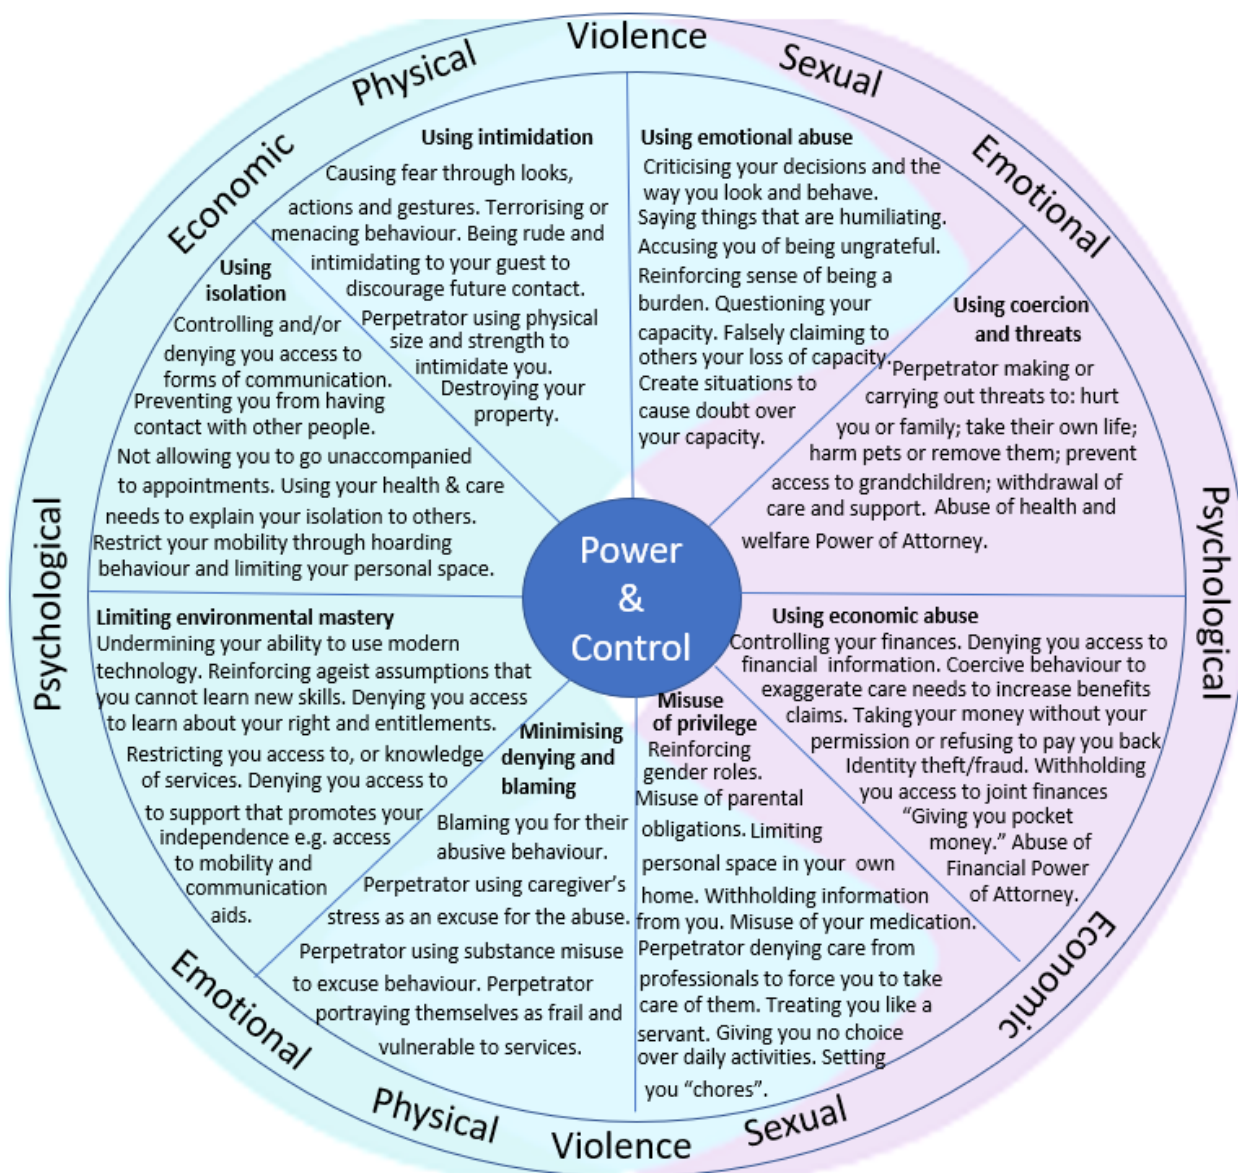 Violence
Physical
Sexual
Economic
Emotional
Psychological
Psychological
Emotional
Economic
Physical
Sexual
Violence
Using intimidation
Causing fear through looks,
actions and gestures. Terrorising or
menacing behaviour. Being rude and
intimidating to your guest to
discourage future contact.
Perpetrator using physical
size and strength to
intimidate you.
Destroying your
property.
Using emotional abuse
Criticising your decisions and the
way you look and behave.
Saying things that are humiliating.
Accusing you of being ungrateful.
Reinforcing sense of being a
burden. Questioning your
capacity. Falsely claiming to
others your loss of capacity.
Create situations to
cause doubt over
your capacity.
Using coercion
and threats
Perpetrator making or
carrying out threats to: hurt
you or family; take their own life;
harm pets or remove them; prevent
access to grandchildren; withdrawal of
care and support. Abuse of health and
welfare Power of Attorney.
Using economic abuse
Controlling your finances. Denying you access to
financial information. Coercive behaviour to
exaggerate care needs to increase benefits
claims. Taking your money without your
permission or refusing to pay you back
Identity theft/fraud. Withholding
you access to joint finances
“Giving you pocket
money.” Abuse of
Financial Power
of Attorney.
Misuse
of privilege
Reinforcing
gender roles.
Misuse of parental
obligations. Limiting
personal space in your own
home. Withholding information
from you. Misuse of your medication.
Perpetrator denying care from
professionals to force you to take
care of them. Treating you like a
servant. Giving you no choice
over daily activities. Setting
you “chores”.
Minimising
denying and
blaming
Blaming you for their
abusive behaviour.
Perpetrator using caregiver’s
stress as an excuse for the abuse.
Perpetrator using substance misuse
to excuse behaviour. Perpetrator
portraying themselves as frail and
vulnerable to services.
Limiting environmental mastery
Undermining your ability to use modern
technology. Reinforcing ageist assumptions that
you cannot learn new skills. Denying you access
to learn about your right and entitlements.
Restricting you access to, or knowledge
of services. Denying you access to
to support that promotes your
independence e.g. access
to mobility and
communication
aids.
Using
isolation
Controlling and/or
denying you access to
forms of communication.
Preventing you from having
contact with other people.
Not allowing you to go unaccompanied
to appointments. Using your health & care
needs to explain your isolation to others.
Restrict your mobility through hoarding
behaviour and limiting your personal space.
Power
&
Control